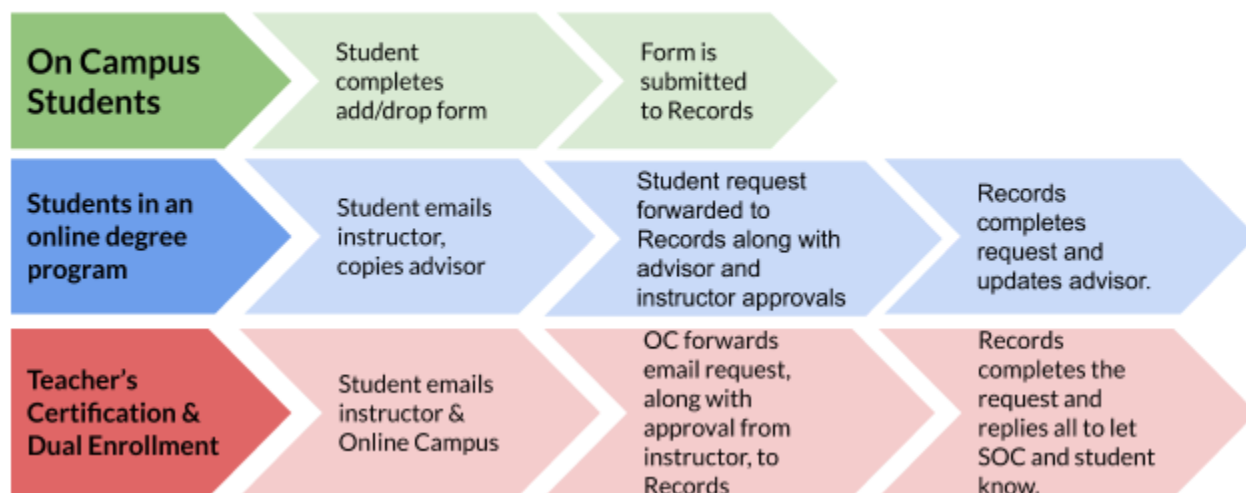 On Campus
Students
Student
completes
add/drop form
Form is
submitted
to Records
Students in an
online degree
program
Student emails
instructor,
copies advisor
Student request
forwarded to
Records along with
advisor and
instructor approvals
Records
completes
request and
updates advisor.
Teacher's
Certification &
Dual Enrollment
Student emails
instructor &
Online Campus
OC forwards
email request,
along with
approval from
instructor, to
Records
Records
completes the
request and
replies all to let
SOC and student
know.